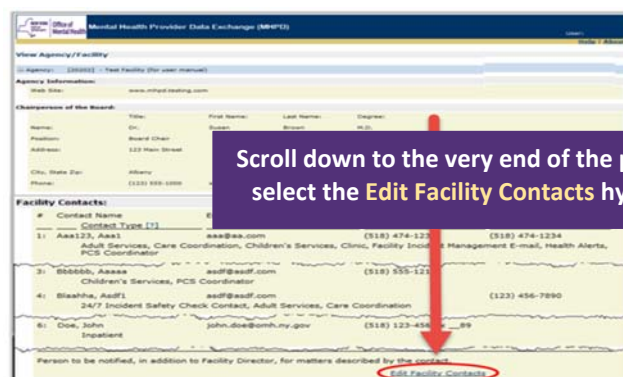 Office of
Mental Health
Mental Health Provider Data Exchange (MHPD)
User:
Help | About
View Agency/Facility
Agency: [20202] - Test Facility (for user manual)
Agency Information:
Web Site: www.mhpd.testing.com
Chairperson of the Board:
Title: First Name: Last Name: Degree:
Name: Dr. Susan Brown M.D.
Position: Board Chair
Address: 123 Main Street
City, State Zip: Albany
Phone: (123) 555-1000
Scroll down to the very end of the
select the Edit Facility Contacts
Facility Contacts:
# Contact Name
Contact Type [?]
1: Aaa123, Aaa1 aaa@aa.com (518) 474-123 (518) 474-1234
Adult Services, Care Coordination, Children's Services, Clinic, Facility Incident Management E-mail, Health Alerts,
PCS Coordinator
3: Bbbbbb, Aaaaa asdf@asdf.com (518) 555-121
Children's Services, PCS Coordinator
4: Blaahha, Asdf1 asdf@asdf.com (123) 456-7890
24/7 Incident Safety Check Contact, Adult Services, Care Coordination
6: Doe, John john.doe@omh.ny.gov (518) 123-456 __89
Inpatient
Person to be notified, in addition to Facility Director, for matters described by the contact.
Edit Facility Contacts